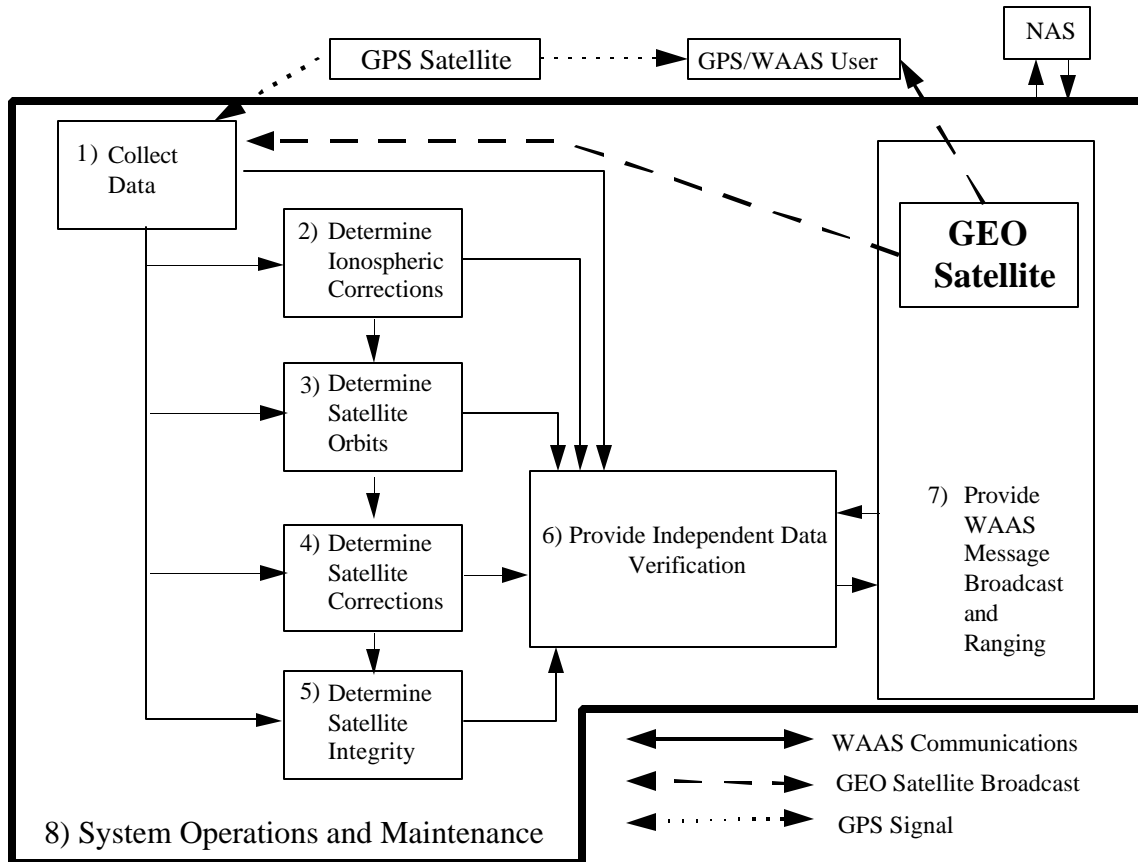 GPS Satellite
GPS/WAAS User
NAS
1) Collect
Data
2) Determine
Ionospheric
Corrections
3) Determine
Satellite
Orbits
4) Determine
Satellite
Corrections
5) Determine
Satellite
Integrity
6) Provide Independent Data
Verification
GEO
Satellite
7) Provide
WAAS
Message
Broadcast
and
Ranging
8) System Operations and Maintenance
WAAS Communications
GEO Satellite Broadcast
GPS Signal